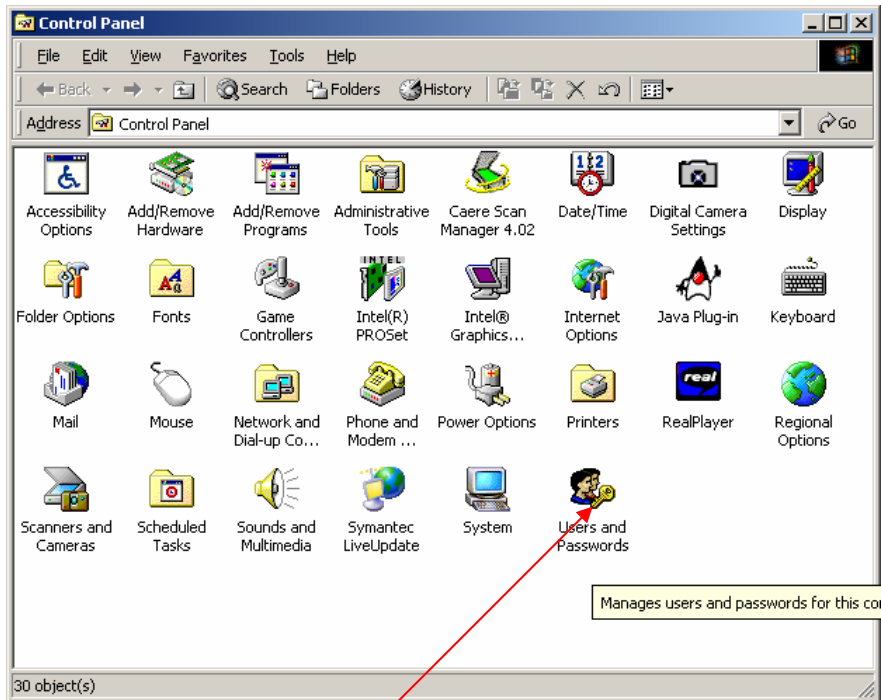 Control Panel
File Edit View Favorites Tools Help
Back Search Folders History
Address Control Panel Go
Accessibility Options
Add/Remove Hardware
Add/Remove Programs
Administrative Tools
Caere Scan Manager 4.02
Date/Time
Digital Camera Settings
Display
Folder Options
Fonts
Game Controllers
INTEL
Intel(R) PROSet
Intel® Graphics...
Internet Options
Java Plug-in
Keyboard
Mail
Mouse
Network and Dial-up Co...
Phone and Modem ...
Power Options
Printers
real
RealPlayer
Regional Options
Scanners and Cameras
Scheduled Tasks
Sounds and Multimedia
Symantec LiveUpdate
System
Users and Passwords
Manages users and passwords for this co
30 object(s)